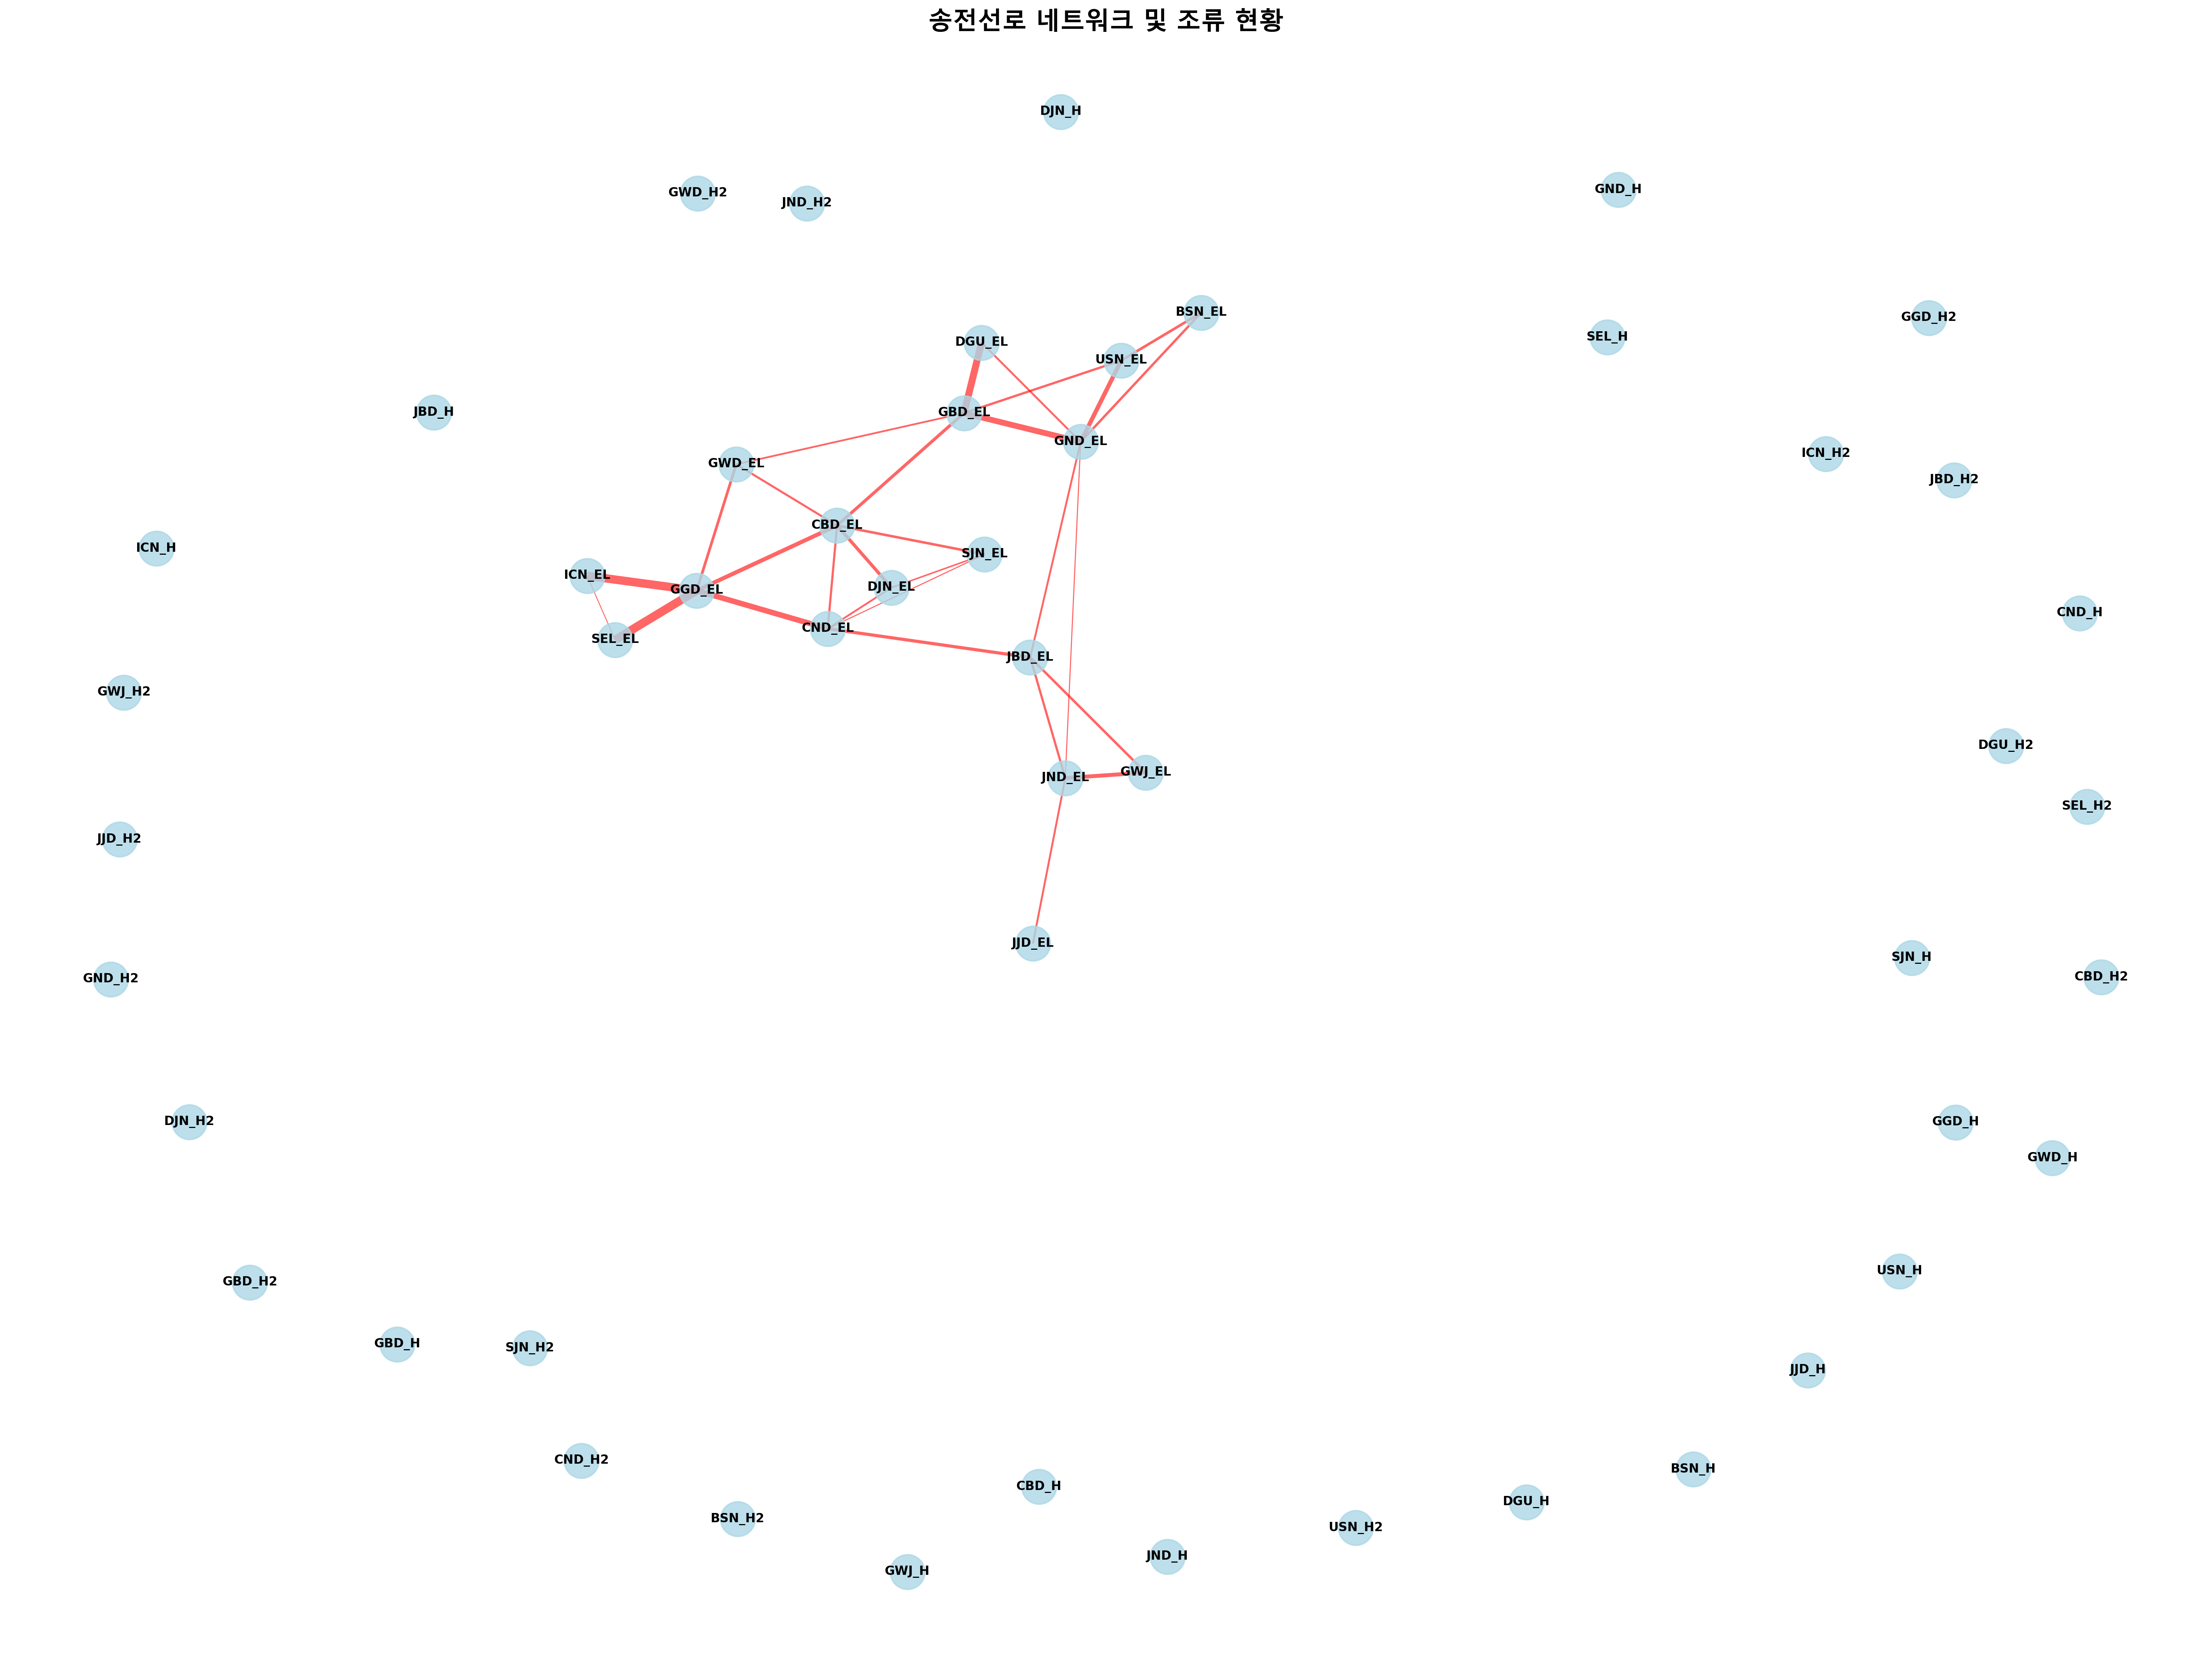 송전선로 네트워크 및 조류 현황
DJN_H
GWD_H2
JND_H2
GND_H
BSN_EL
GGD_H2
DGU_EL
SEL_H
USN_EL
JBD_H
GBD_EL
GND_EL
GWD_EL
ICN_H2
JBD_H2
CBD_EL
ICN_H
SJN_EL
ICN_EL
GGD_EL
DJN_EL
CND_H
CND_EL
SEL_EL
JBD_EL
GWJ_H2
DGU_H2
JND_EL
GWJ_EL
SEL_H2
JJD_H2
JJD_EL
SJN_H
GND_H2
CBD_H2
DJN_H2
GGD_H
GWD_H
USN_H
GBD_H2
GBD_H
SJN_H2
JJD_H
CND_H2
BSN_H
CBD_H
DGU_H
BSN_H2
USN_H2
JND_H
GWJ_H